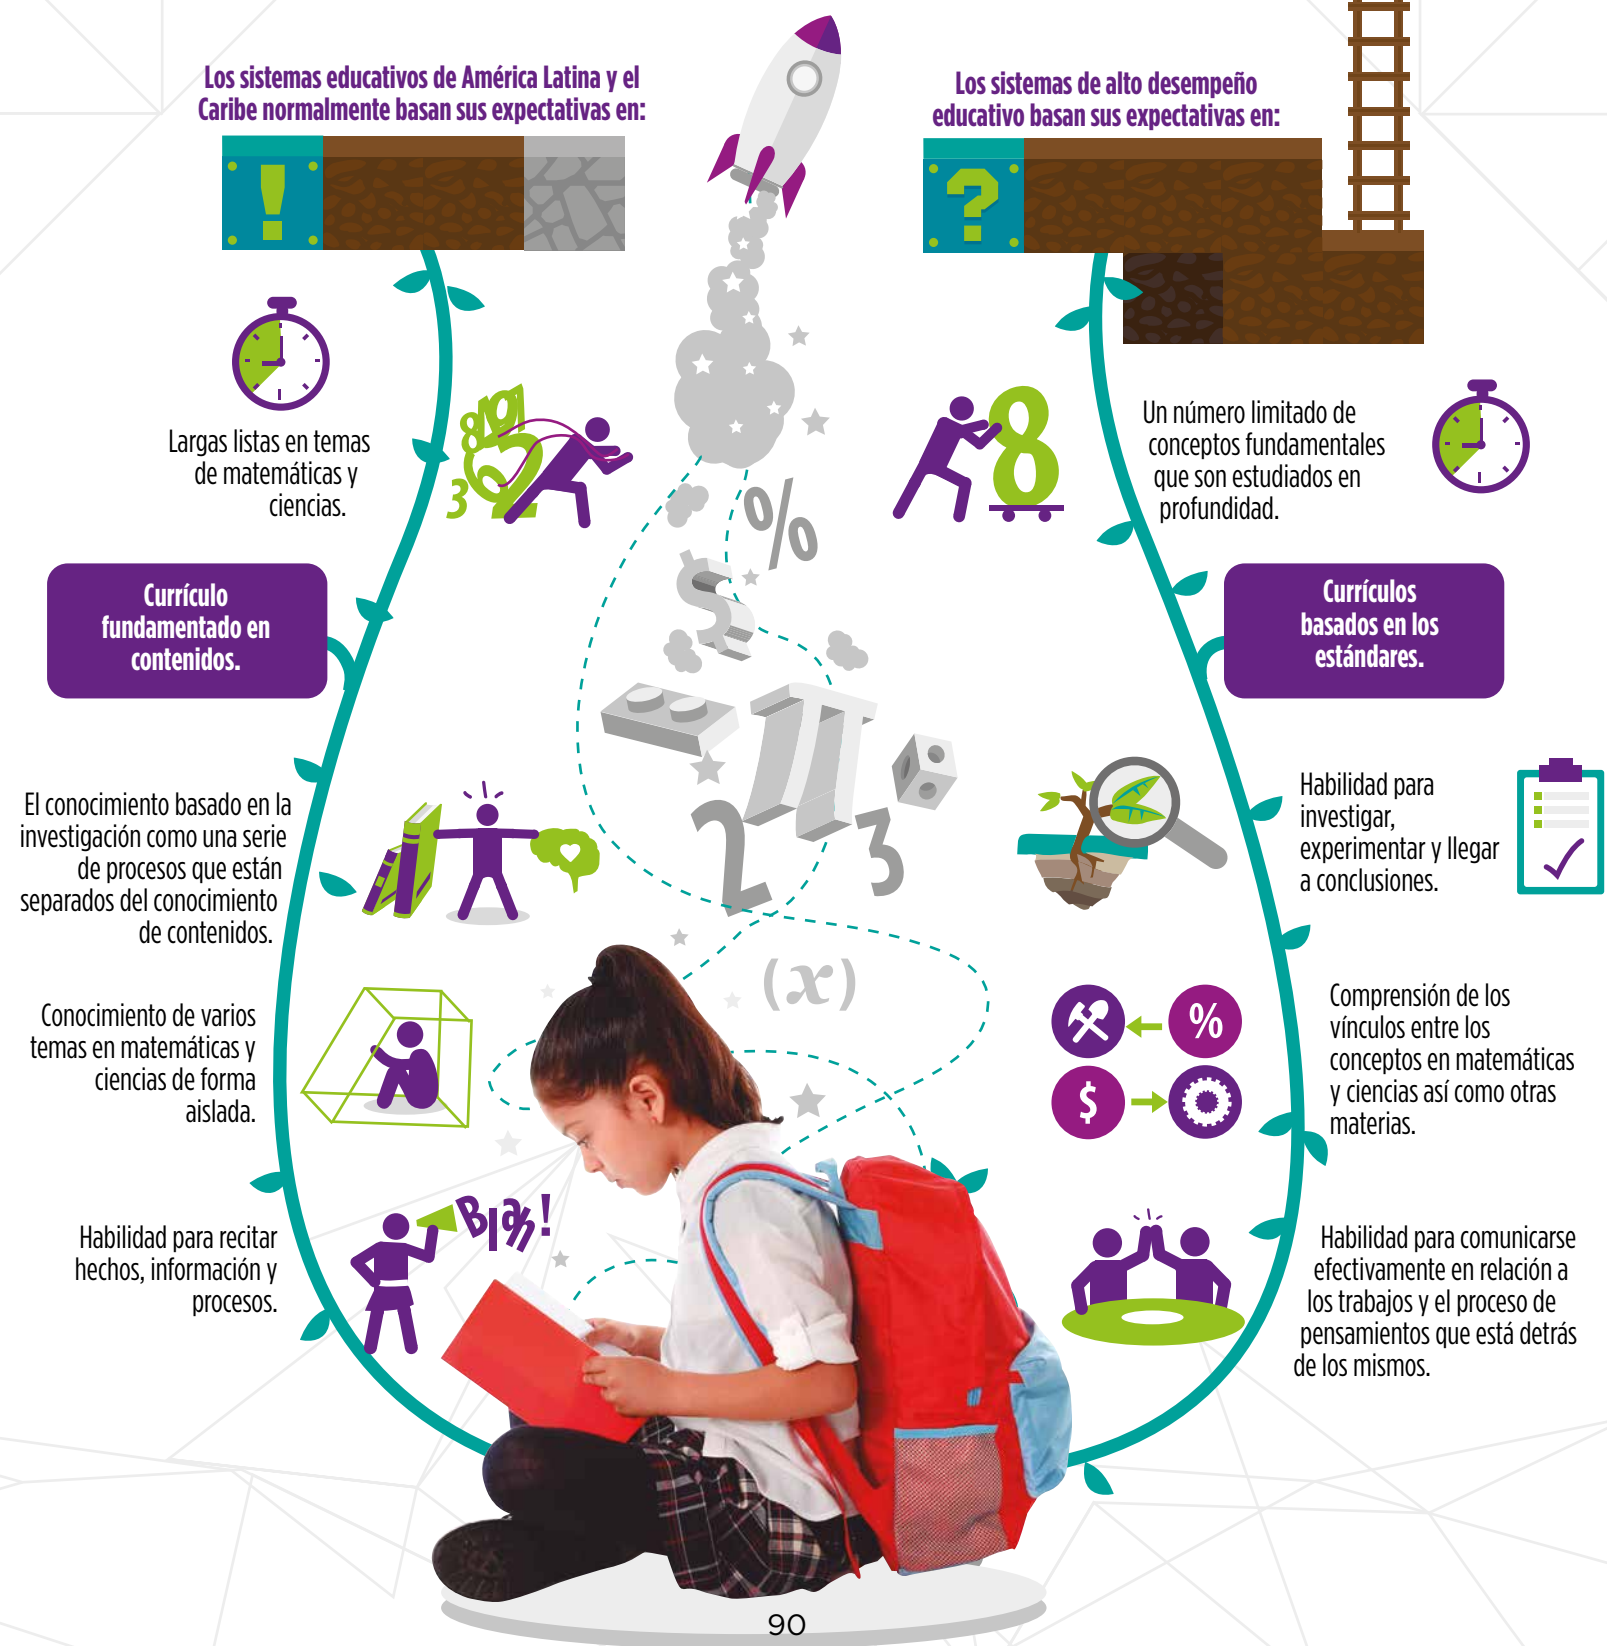 Los sistemas educativos de América Latina y el
Caribe normalmente basan sus expectativas en:
!
Largas listas en temas
de matemáticas y
ciencias.
Currículo
fundamentado en
contenidos.
El conocimiento basado en la
investigación como una serie
de procesos que están
separados del conocimiento
de contenidos.
Conocimiento de varios
temas en matemáticas y
ciencias de forma
aislada.
Habilidad para recitar
hechos, información y
procesos.
Blah!
%
$
π
2
3
(x)
Los sistemas de alto desempeño
educativo basan sus expectativas en:
?
8
Un número limitado de
conceptos fundamentales
que son estudiados en
profundidad.
Currículos
basados en los
estándares.
Habilidad para
investigar,
experimentar y llegar
a conclusiones.
%
$
Comprensión de los
vínculos entre los
conceptos en matemáticas
y ciencias así como otras
materias.
Habilidad para comunicarse
efectivamente en relación a
los trabajos y el proceso de
pensamientos que está detrás
de los mismos.
90